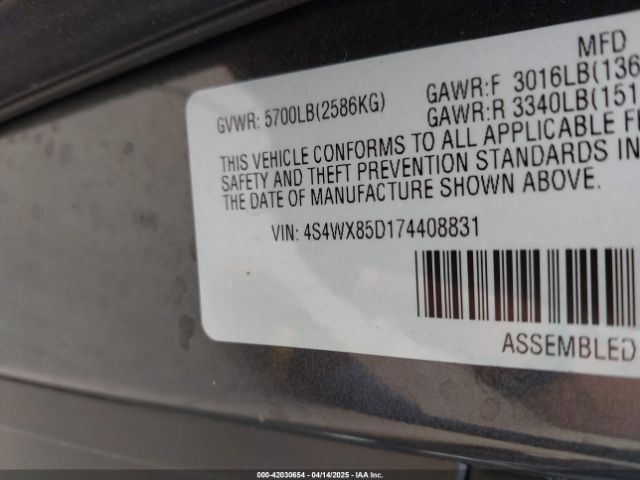 MFD
GVWR: 5700LB(2586KG)
GAWR:F 3016LB(136
GAWR:R 3340LB(151
THIS VEHICLE CONFORMS TO ALL APPLICABLE FE
SAFETY AND THEFT PREVENTION STANDARDS IN
THE DATE OF MANUFACTURE SHOWN ABOVE.
VIN: 4S4WX85D174408831
ASSEMBLED
000-42030654 - 04/14/2025 - IAA Inc.